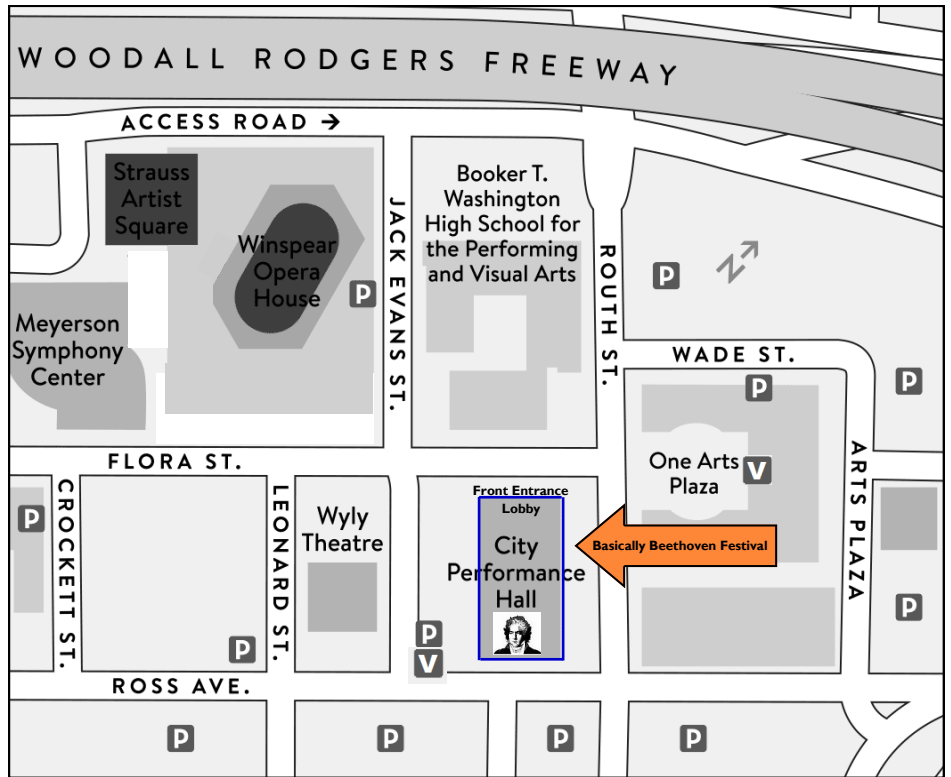 WOODALL RODGERS FREEWAY
ACCESS ROAD →
Strauss
Artist
Square
Winspear
Opera
House
P
JACK EVANS ST.
Booker T.
Washington
High School for
the Performing
and Visual Arts
ROUTH ST.
P
N
Meyerson
Symphony
Center
WADE ST.
P
P
FLORA ST.
One Arts
Plaza
V
ARTS PLAZA
P
CROCKETT ST.
LEONARD ST.
Wyly
Theatre
Front Entrance
Lobby
City
Performance
Hall
Basically Beethoven Festival
P
P
P
V
ROSS AVE.
P
P
P
P